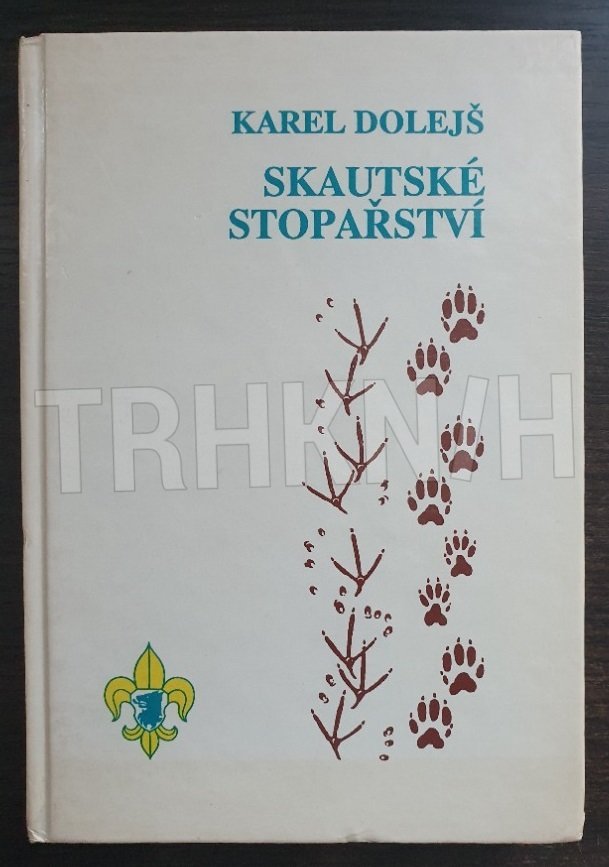 KAREL DOLEJŠ
SKAUTSKÉ
STOPAŘSTVÍ
TRHKNIH